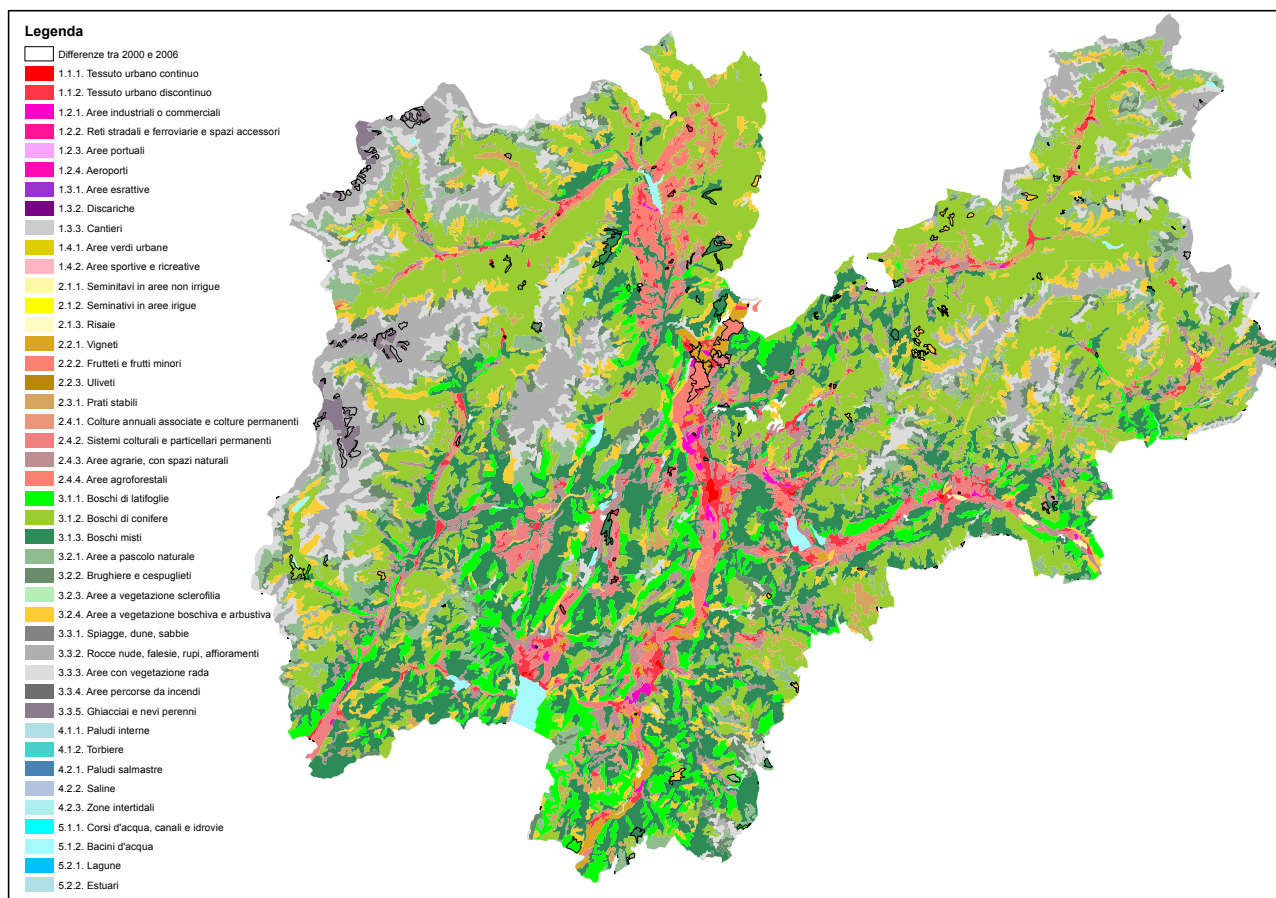 Legenda
Differenze tra 2000 e 2006
1.1.1. Tessuto urbano continuo
1.1.2. Tessuto urbano discontinuo
1.2.1. Aree industriali o commerciali
1.2.2. Reti stradali e ferroviarie e spazi accessori
1.2.3. Aree portuali
1.2.4. Aeroporti
1.3.1. Aree esrattive
1.3.2. Discariche
1.3.3. Cantieri
1.4.1. Aree verdi urbane
1.4.2. Aree sportive e ricreative
2.1.1. Seminitavi in aree non irrigue
2.1.2. Seminativi in aree irigue
2.1.3. Risaie
2.2.1. Vigneti
2.2.2. Frutteti e frutti minori
2.2.3. Uliveti
2.3.1. Prati stabili
2.4.1. Colture annuali associate e colture permanenti
2.4.2. Sistemi colturali e particellari permanenti
2.4.3. Aree agrarie, con spazi naturali
2.4.4. Aree agroforestali
3.1.1. Boschi di latifoglie
3.1.2. Boschi di conifere
3.1.3. Boschi misti
3.2.1. Aree a pascolo naturale
3.2.2. Brughiere e cespuglieti
3.2.3. Aree a vegetazione sclerofilia
3.2.4. Aree a vegetazione boschiva e arbustiva
3.3.1. Spiagge, dune, sabbie
3.3.2. Rocce nude, falesie, rupi, affioramenti
3.3.3. Aree con vegetazione rada
3.3.4. Aree percorse da incendi
3.3.5. Ghiacciai e nevi perenni
4.1.1. Paludi interne
4.1.2. Torbiere
4.2.1. Paludi salmastre
4.2.2. Saline
4.2.3. Zone intertidali
5.1.1. Corsi d'acqua, canali e idrovie
5.1.2. Bacini d'acqua
5.2.1. Lagune
5.2.2. Estuari